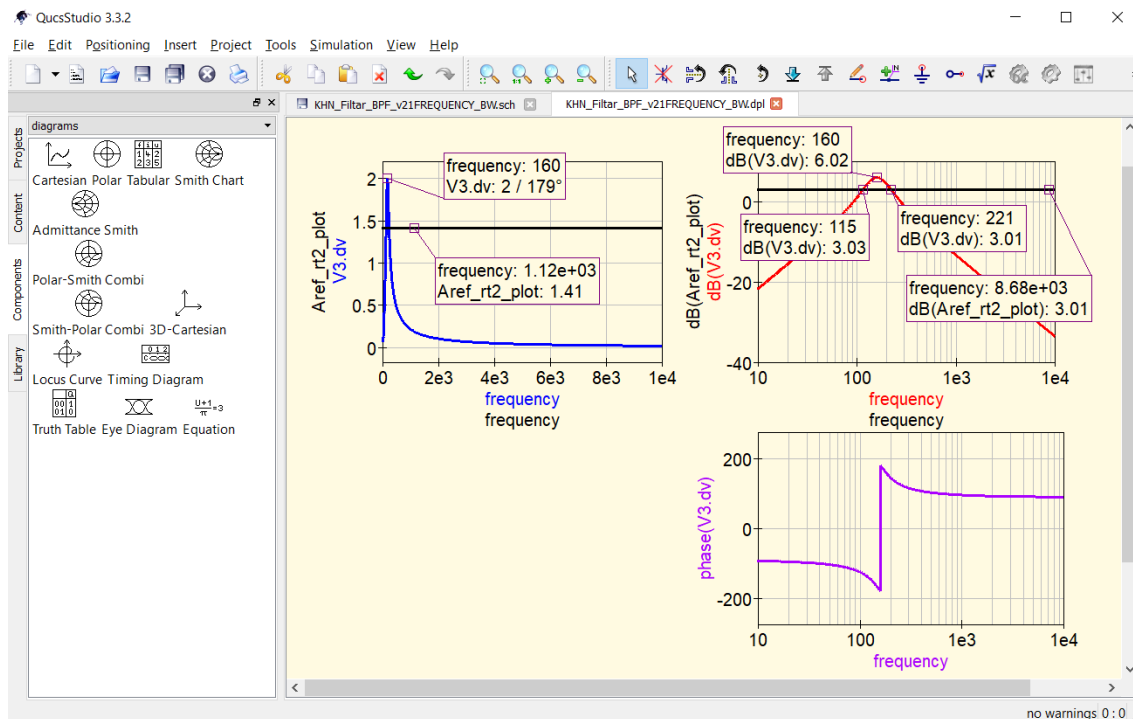 QucsStudio 3.3.2
File Edit Positioning Insert Project Tools Simulation View Help
KHN_Filtar_BPF_v21FREQUENCY_BW.sch
KHN_Filtar_BPF_v21FREQUENCY_BW.dpl
Projects
Content
Components
Library
diagrams
Cartesian Polar Tabular Smith Chart
Admittance Smith
Polar-Smith Combi
Smith-Polar Combi 3D-Cartesian
Locus Curve Timing Diagram
Truth Table Eye Diagram Equation
frequency: 160
V3.dv: 2 / 179°
frequency: 1.12e+03
Aref_rt2_plot: 1.41
Aref_rt2_plot
V3.dv
2
1.5
1
0.5
0
0 2e3 4e3 6e3 8e3 1e4
frequency
frequency
frequency: 160
dB(V3.dv): 6.02
frequency: 115
dB(V3.dv): 3.03
frequency: 221
dB(V3.dv): 3.01
frequency: 8.68e+03
dB(Aref_rt2_plot): 3.01
dB(Aref_rt2_plot)
dB(V3.dv)
0
-20
-40
10 100 1e3 1e4
frequency
frequency
phase(V3.dv)
200
0
-200
10 100 1e3 1e4
frequency
no warnings 0 : 0